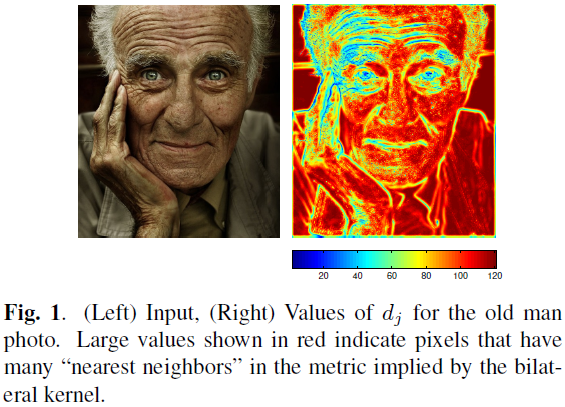 20 40 60 80 100 120
Fig. 1. (Left) Input, (Right) Values of d_j for the old man
photo. Large values shown in red indicate pixels that have
many “nearest neighbors” in the metric implied by the bilat-
eral kernel.